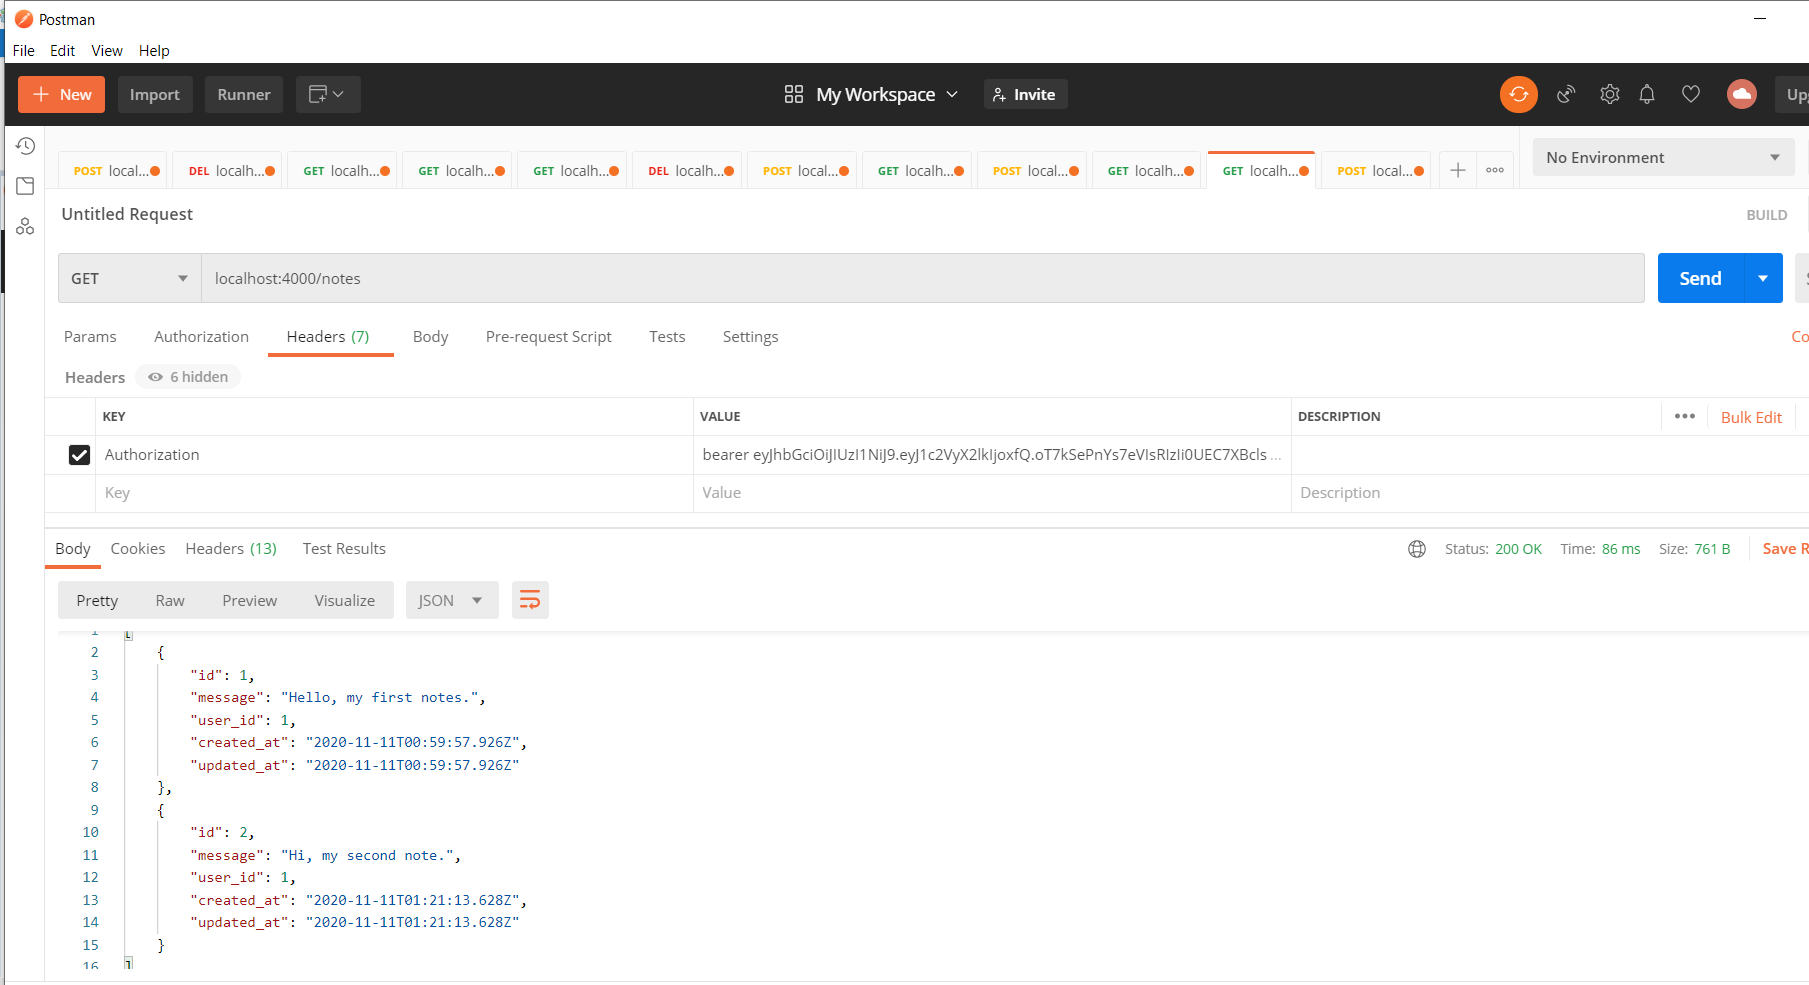 Postman
File Edit View Help
New Import Runner My Workspace Invite Upg
POST local... DEL localh... GET localh... GET localh... GET localh... DEL localh... POST local... GET localh... POST local... GET localh... GET localh... POST local... No Environment
Untitled Request BUILD
GET localhost:4000/notes Send
Params Authorization Headers (7) Body Pre-request Script Tests Settings Co
Headers 6 hidden
KEY VALUE DESCRIPTION Bulk Edit
Authorization bearer eyJhbGciOiJIUzI1NiJ9.eyJ1c2VyX2lkIjoxfQ.oT7kSePnYs7eVIsRIzIi0UEC7XBcls ...
Key Value Description
Body Cookies Headers (13) Test Results Status: 200 OK Time: 86 ms Size: 761 B Save R
Pretty Raw Preview Visualize JSON
1 [
2 {
3 "id": 1,
4 "message": "Hello, my first notes.",
5 "user_id": 1,
6 "created_at": "2020-11-11T00:59:57.926Z",
7 "updated_at": "2020-11-11T00:59:57.926Z"
8 },
9 {
10 "id": 2,
11 "message": "Hi, my second note.",
12 "user_id": 1,
13 "created_at": "2020-11-11T01:21:13.628Z",
14 "updated_at": "2020-11-11T01:21:13.628Z"
15 }
16 ]